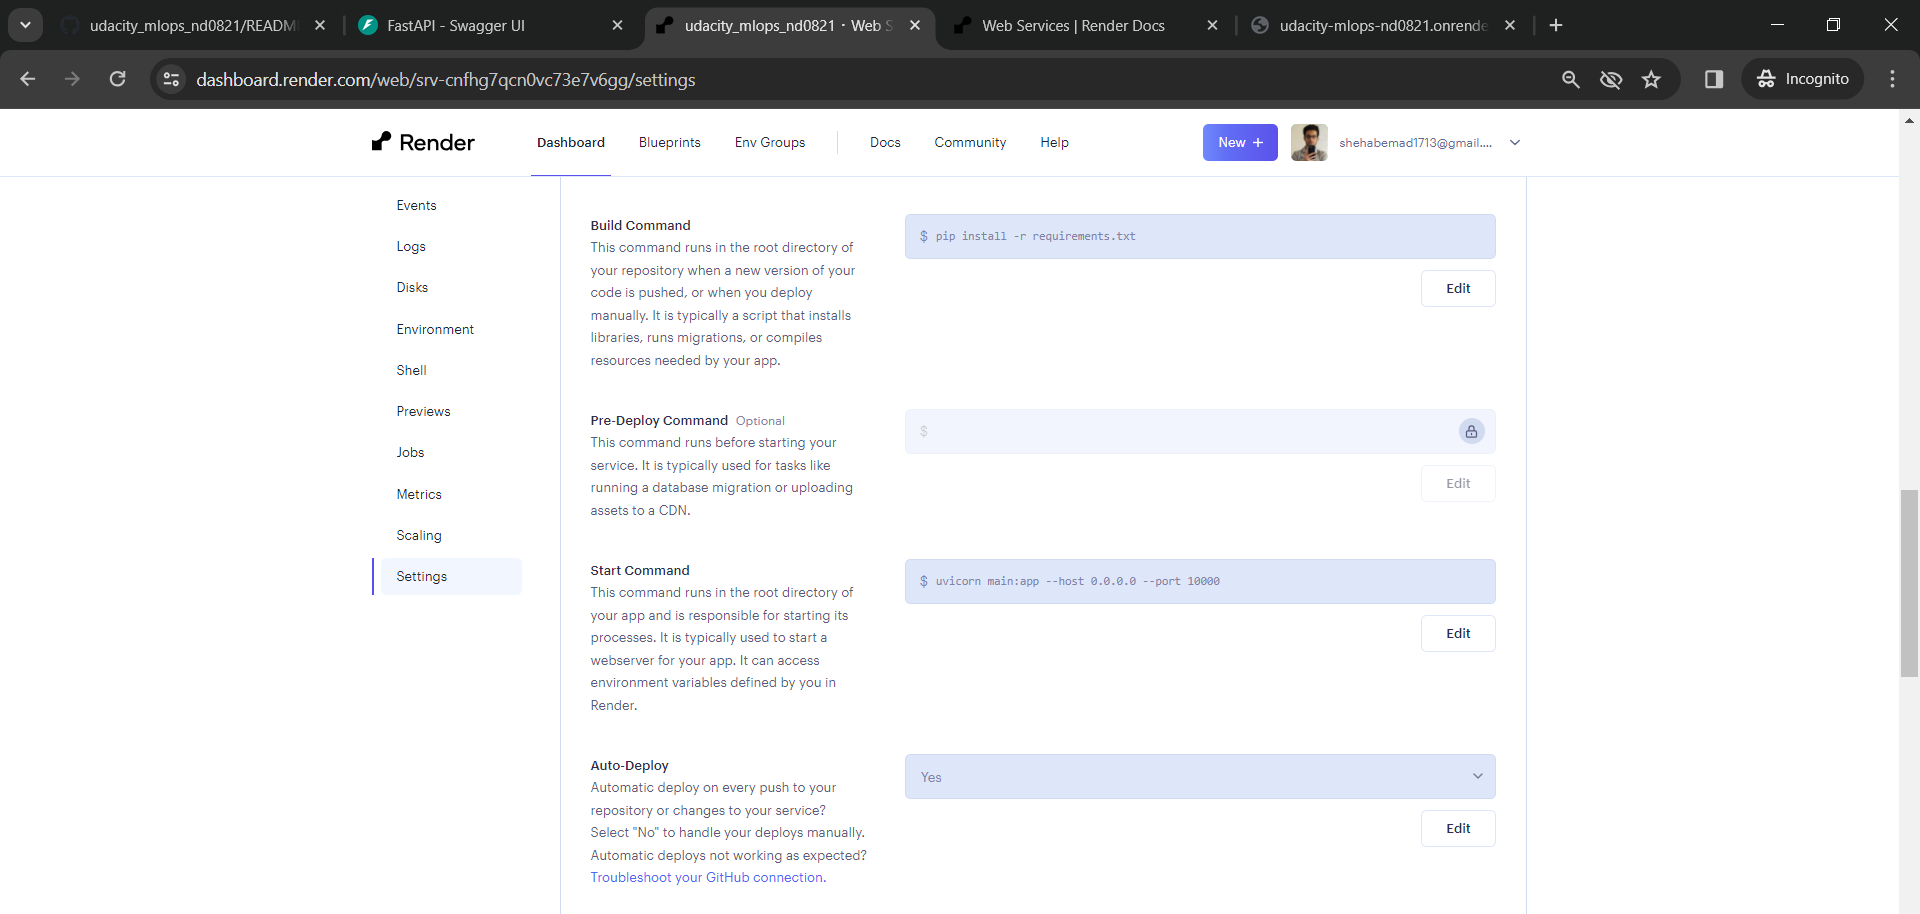 udacity_mlops_nd0821/READM
FastAPI - Swagger UI
udacity_mlops_nd0821 · Web S
Web Services | Render Docs
udacity-mlops-nd0821.onrende
dashboard.render.com/web/srv-cnfhg7qcn0vc73e7v6gg/settings
Incognito
Render
Dashboard
Blueprints
Env Groups
Docs
Community
Help
New +
shehabemad1713@gmail....
Events
Logs
Disks
Environment
Shell
Previews
Jobs
Metrics
Scaling
Settings
Build Command
This command runs in the root directory of
your repository when a new version of your
code is pushed, or when you deploy
manually. It is typically a script that installs
libraries, runs migrations, or compiles
resources needed by your app.
$ pip install -r requirements.txt
Edit
Pre-Deploy Command Optional
This command runs before starting your
service. It is typically used for tasks like
running a database migration or uploading
assets to a CDN.
$
Edit
Start Command
This command runs in the root directory of
your app and is responsible for starting its
processes. It is typically used to start a
webserver for your app. It can access
environment variables defined by you in
Render.
$ uvicorn main:app --host 0.0.0.0 --port 10000
Edit
Auto-Deploy
Automatic deploy on every push to your
repository or changes to your service?
Select "No" to handle your deploys manually.
Automatic deploys not working as expected?
Troubleshoot your GitHub connection.
Yes
Edit